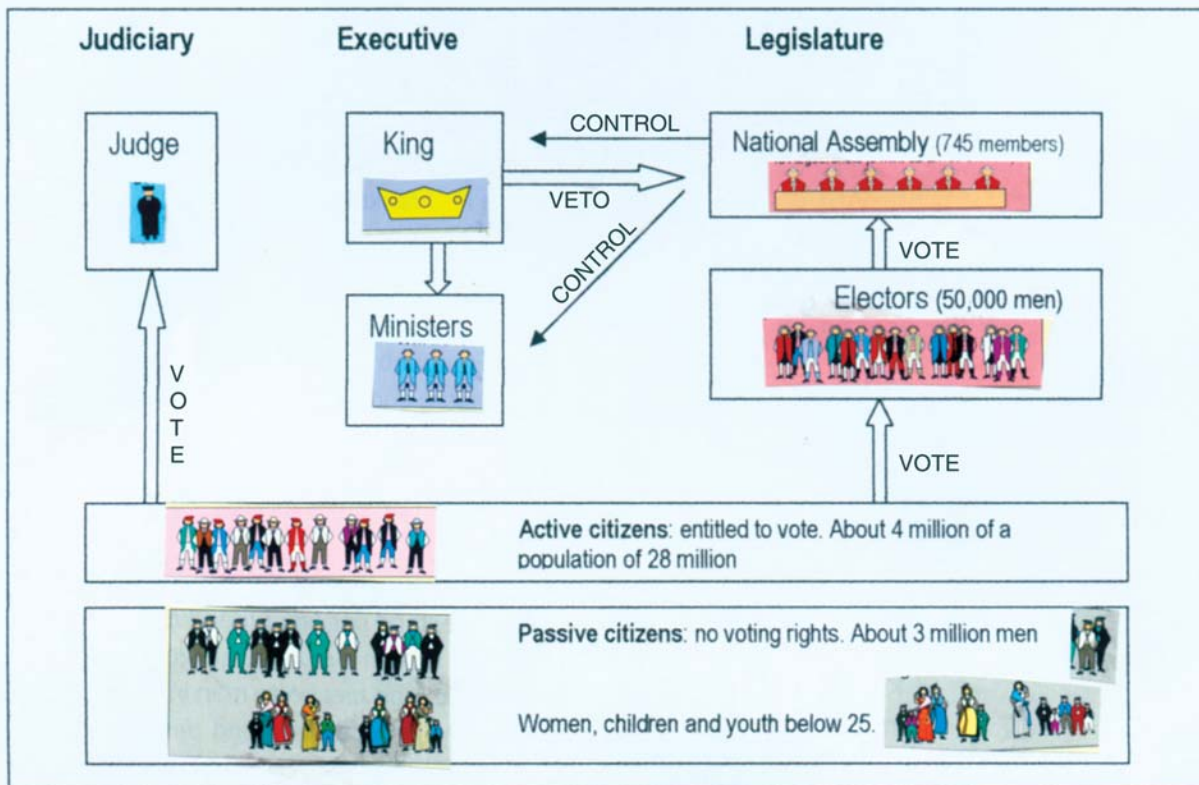 Judiciary
Executive
Legislature
Judge
King
CONTROL
VETO
CONTROL
National Assembly (745 members)
VOTE
Ministers
Electors (50,000 men)
VOTE
VOTE
Active citizens: entitled to vote. About 4 million of a
population of 28 million
Passive citizens: no voting rights. About 3 million men
Women, children and youth below 25.